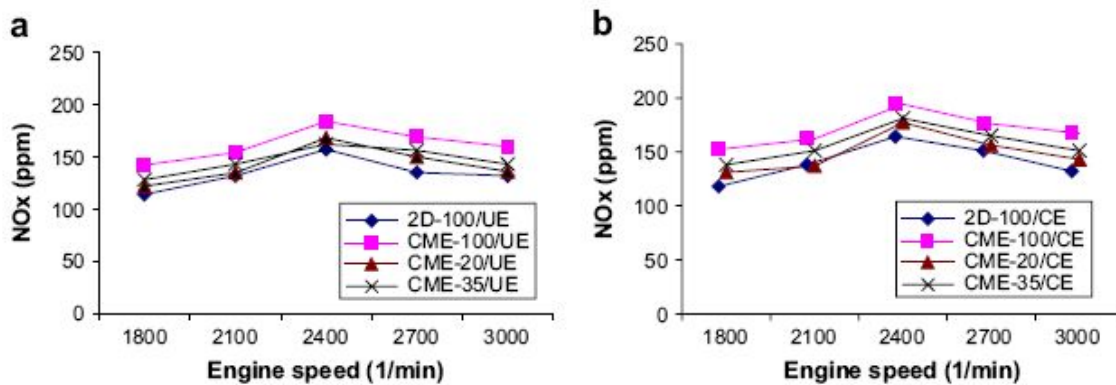 a
250
200
150
100
50
0
NOx (ppm)
2D-100/UE
CME-100/UE
CME-20/UE
CME-35/UE
1800 2100 2400 2700 3000
Engine speed (1/min)
b
250
200
150
100
50
0
NOx (ppm)
2D-100/CE
CME-100/CE
CME-20/CE
CME-35/CE
1800 2100 2400 2700 3000
Engine speed (1/min)